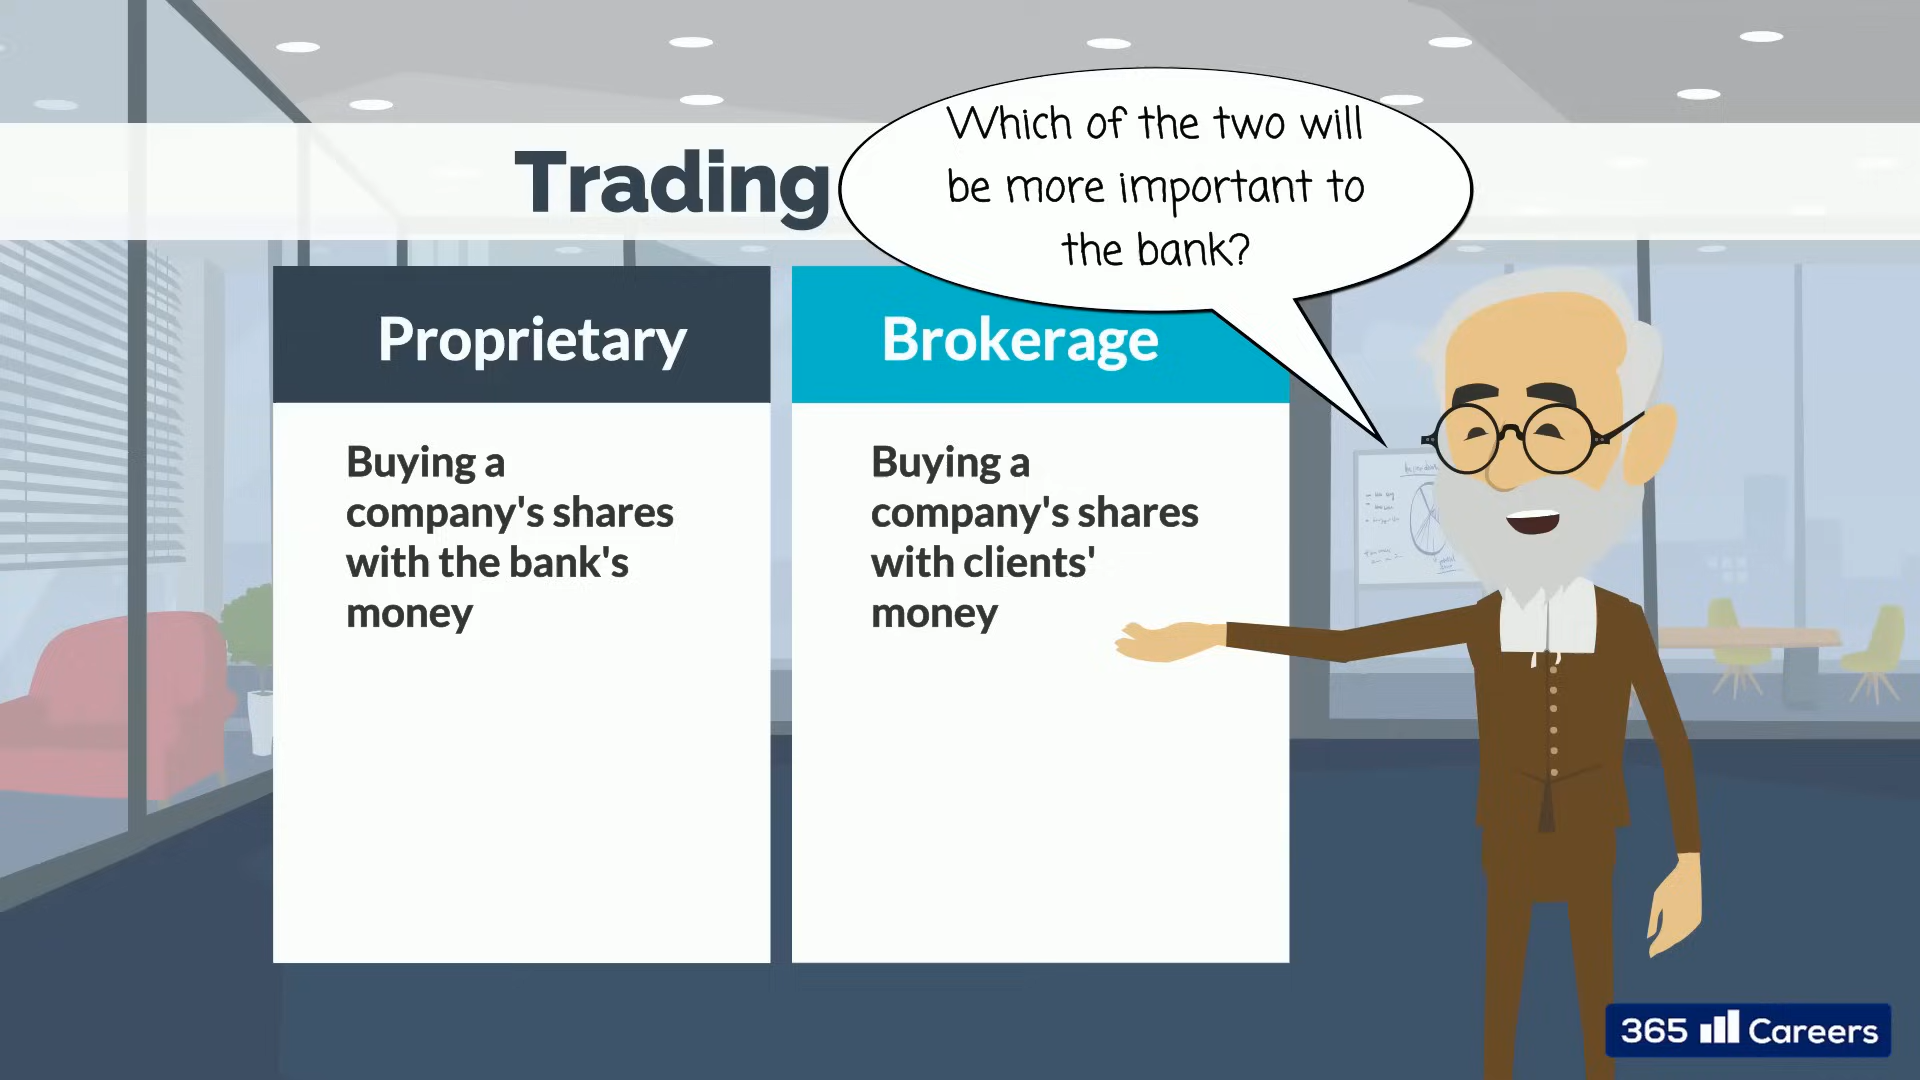 Which of the two will
be more important to
the bank?
Trading
Proprietary
Buying a
company's shares
with the bank's
money
Brokerage
Buying a
company's shares
with clients'
money
365 Careers